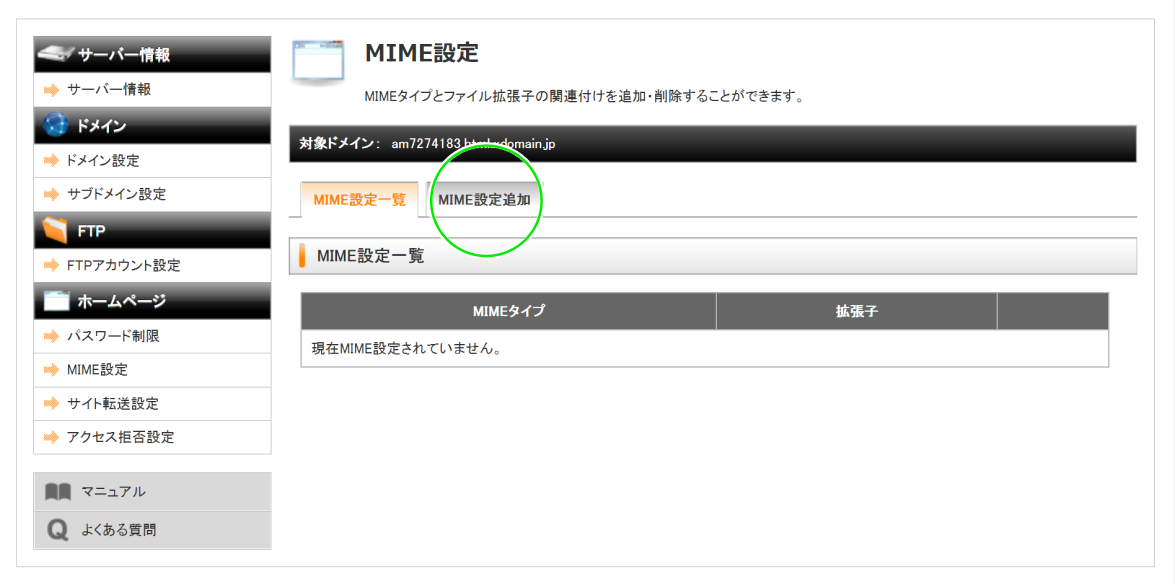 サーバー情報
サーバー情報
ドメイン
ドメイン設定
サブドメイン設定
FTP
FTPアカウント設定
ホームページ
パスワード制限
MIME設定
サイト転送設定
アクセス拒否設定
マニュアル
よくある質問
MIME設定
MIMEタイプとファイル拡張子の関連付けを追加・削除することができます。
対象ドメイン： am7274183.html.xdomain.jp
MIME設定一覧 MIME設定追加
MIME設定一覧
MIMEタイプ 拡張子
現在MIME設定されていません。